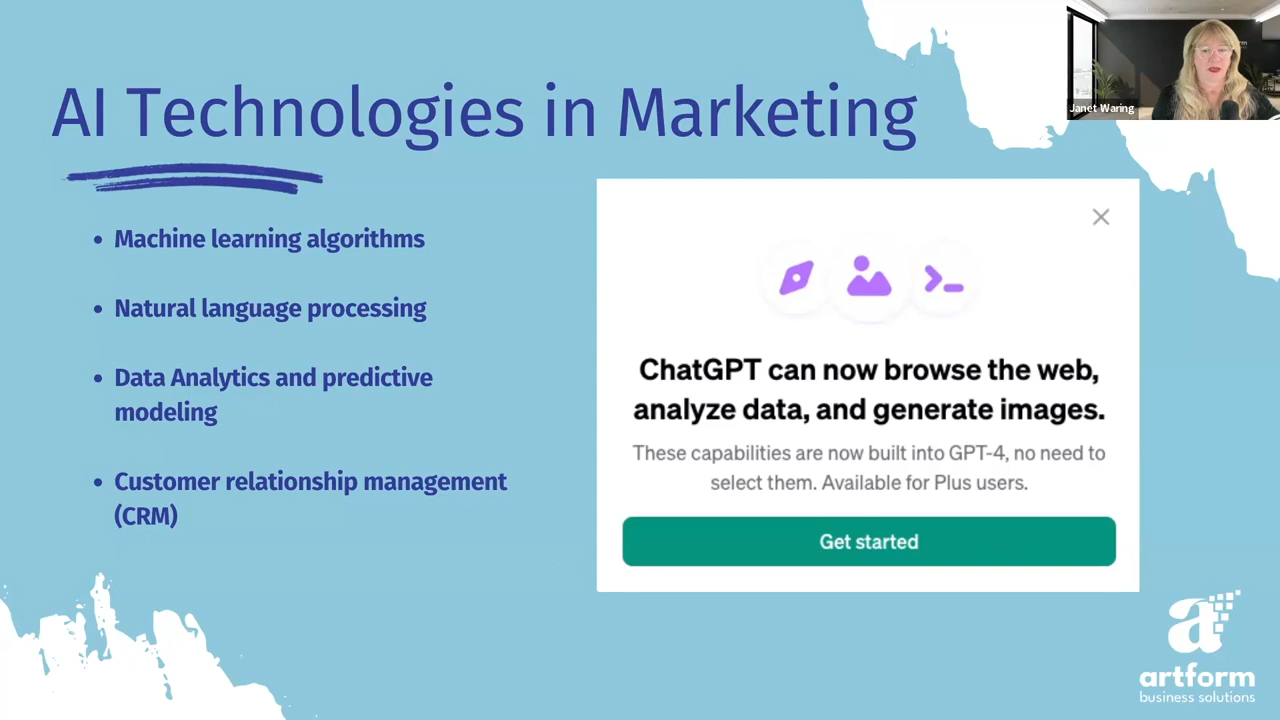 AI Technologies in Marketing
Janet Waring
• Machine learning algorithms
• Natural language processing
• Data Analytics and predictive
modeling
• Customer relationship management
(CRM)
ChatGPT can now browse the web,
analyze data, and generate images.
These capabilities are now built into GPT-4, no need to
select them. Available for Plus users.
Get started
artform
business solutions